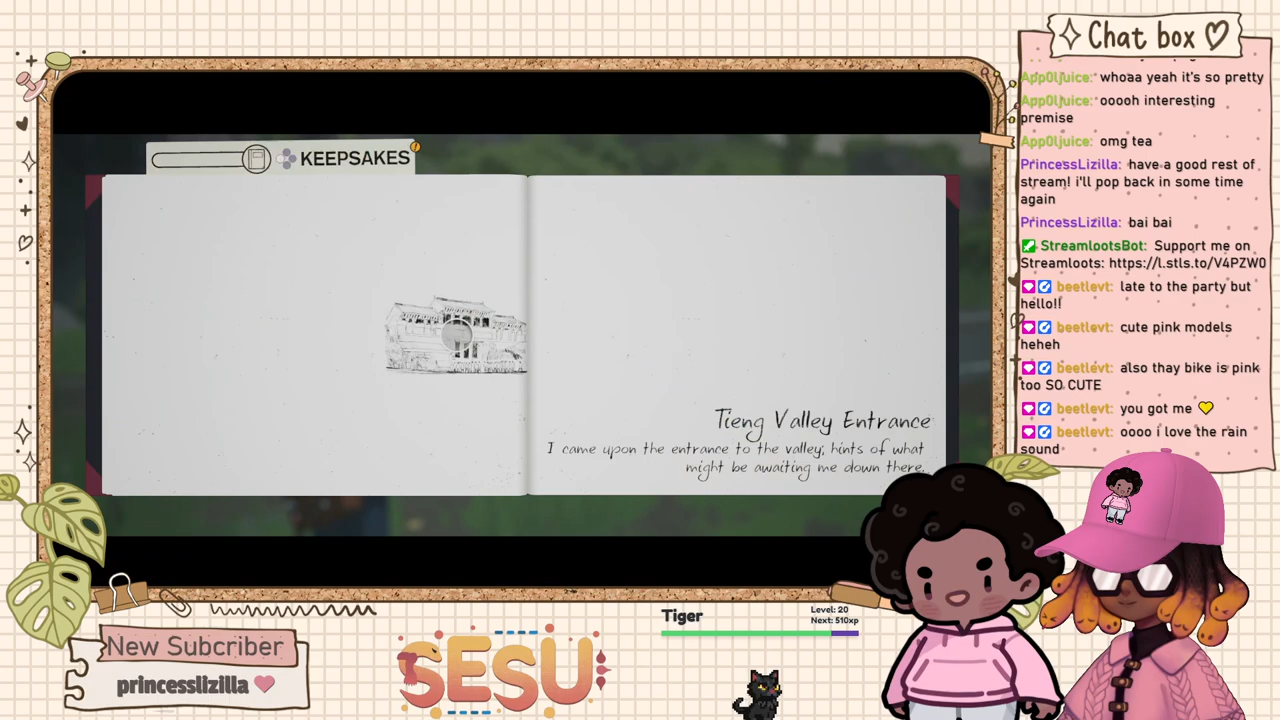 Chat box
App0ljuice: whoaa yeah it's so pretty
App0ljuice: ooooh interesting
premise
App0ljuice: omg tea
PrincessLizilla: have a good rest of
stream! i'll pop back in some time
again
PrincessLizilla: bai bai
StreamlootsBot: Support me on
Streamloots: https://l.stls.to/V4PZW0
beetlevt: late to the party but
hello!!
beetlevt: cute pink models
heheh
beetlevt: also thay bike is pink
too SO CUTE
beetlevt: you got me 💛
beetlevt: oooo i love the rain
sound
KEEPSAKES
Tieng Valley Entrance
I came upon the entrance to the valley; hints of what
might be awaiting me down there.
New Subcriber
princesslizilla
SESU
Tiger
Level: 20
Next: 510xp